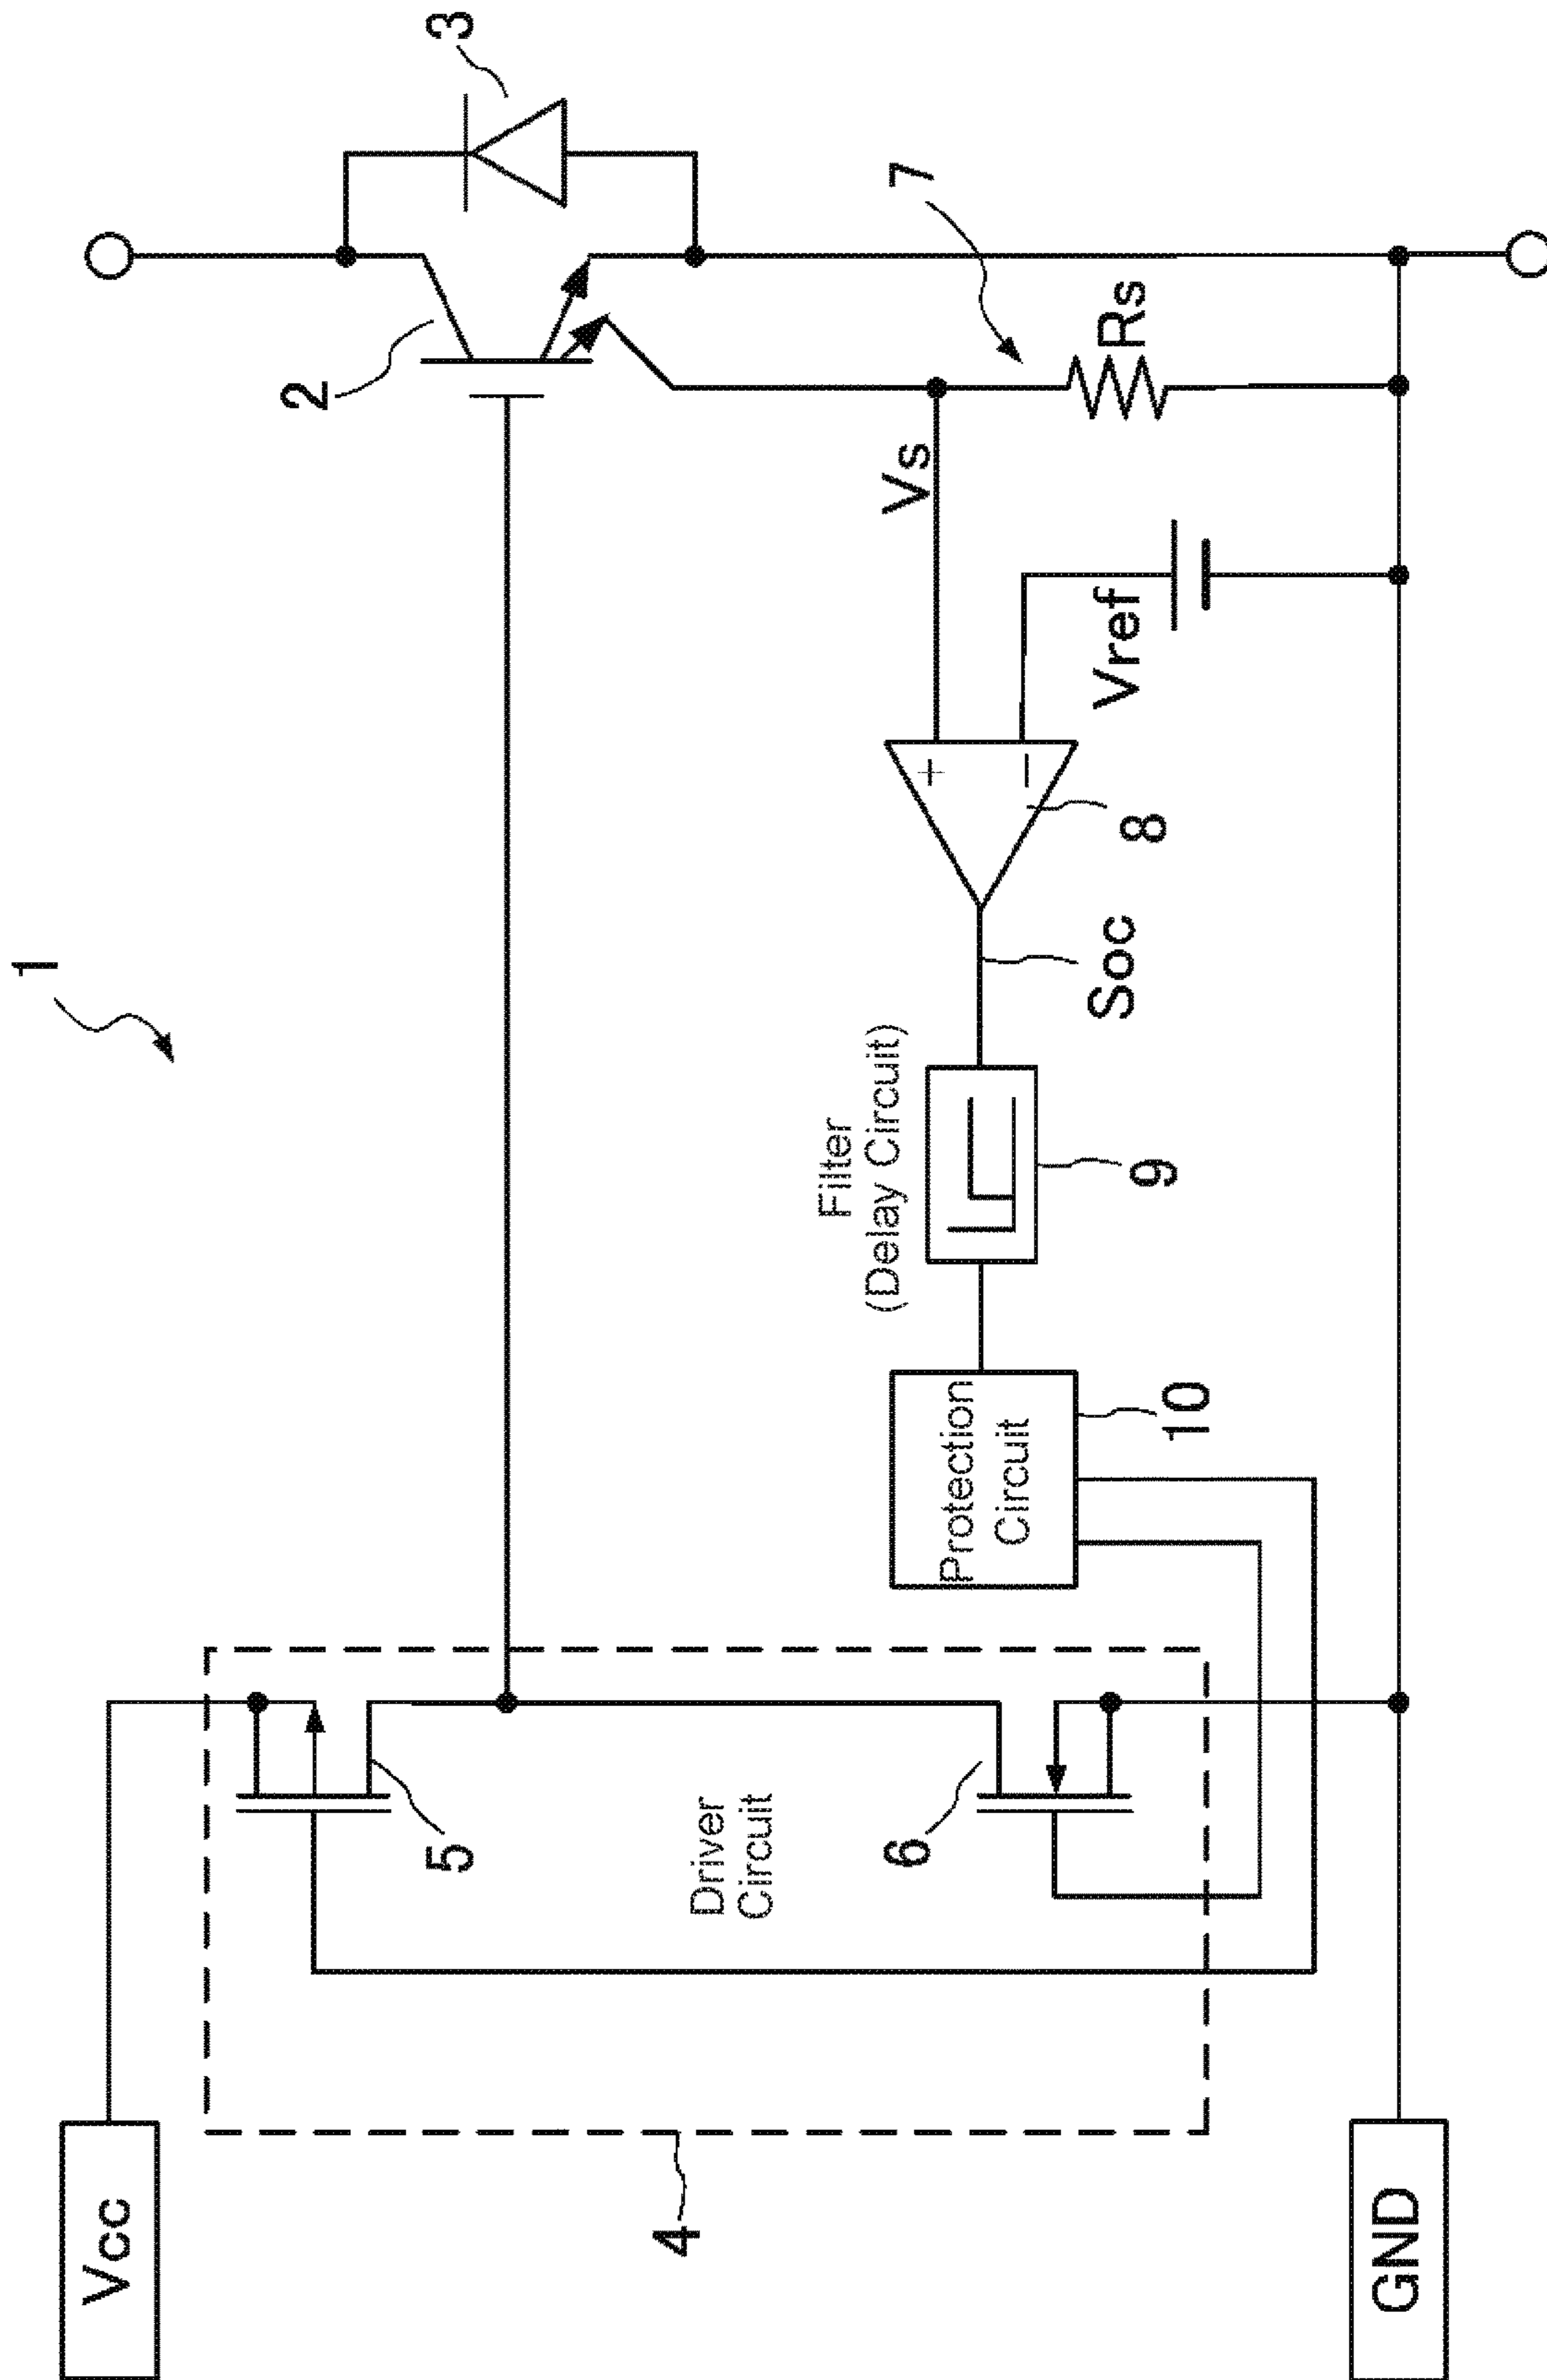 1
Vcc
Driver
Circuit
4
5
6
Protection
Circuit
10
Filter
(Delay Circuit)
9
Soc
8
+
−
Vref
Vs
Rs
7
2
3
GND